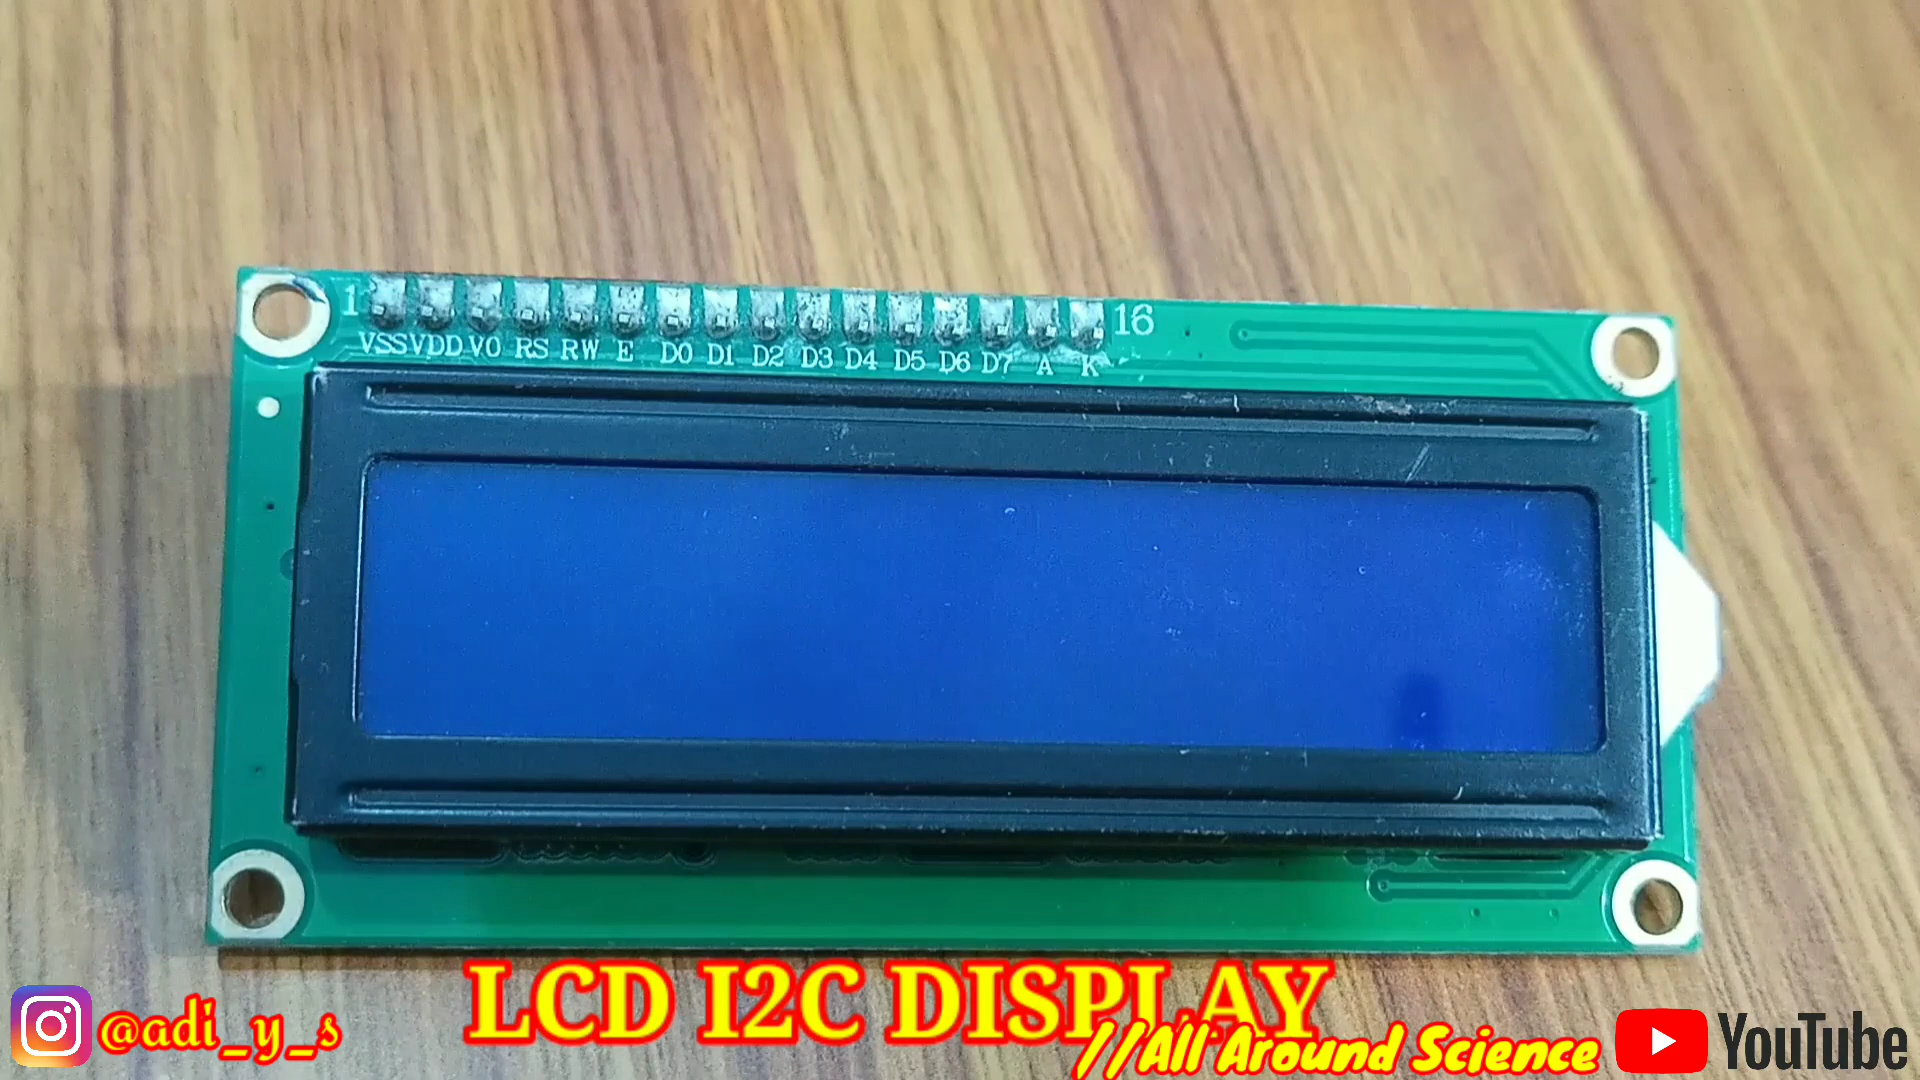 1 16
VSS VDD V0 RS RW E D0 D1 D2 D3 D4 D5 D6 D7 A K
LCD I2C DISPLAY
@adi_y_s
//All Around Science
YouTube